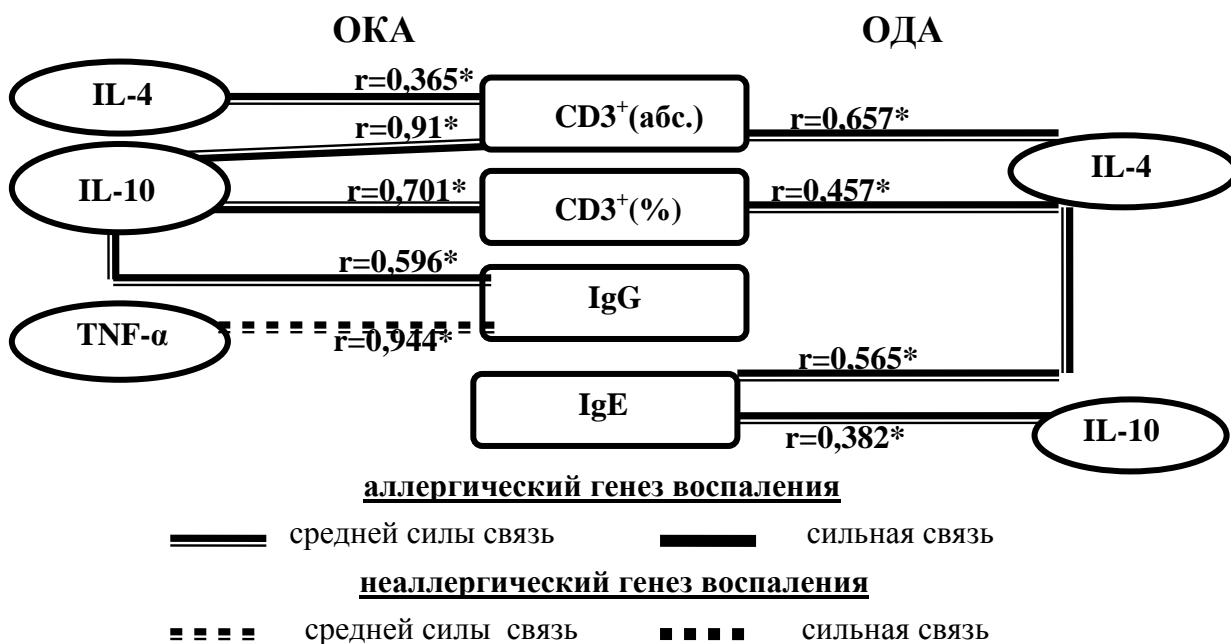 ОКА ОДА
IL-4 r=0,365* CD3⁺(абс.) r=0,657*
r=0,91*
IL-10 r=0,701* CD3⁺(%) r=0,457* IL-4
r=0,596* IgG
TNF-α r=0,944*
r=0,565*
IgE
r=0,382* IL-10
аллергический генез воспаления
средней силы связь сильная связь
неаллергический генез воспаления
средней силы связь сильная связь